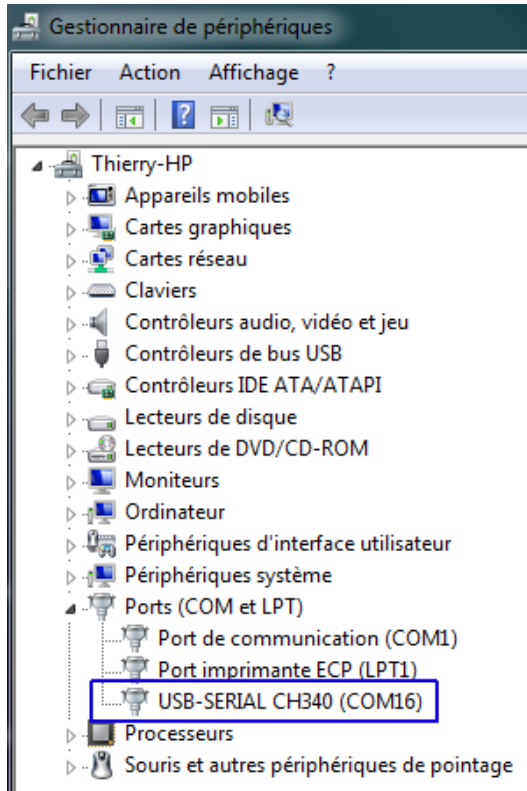 Gestionnaire de périphériques
Fichier Action Affichage ?
Thierry-HP
Appareils mobiles
Cartes graphiques
Cartes réseau
Claviers
Contrôleurs audio, vidéo et jeu
Contrôleurs de bus USB
Contrôleurs IDE ATA/ATAPI
Lecteurs de disque
Lecteurs de DVD/CD-ROM
Moniteurs
Ordinateur
Périphériques d'interface utilisateur
Périphériques système
Ports (COM et LPT)
Port de communication (COM1)
Port imprimante ECP (LPT1)
USB-SERIAL CH340 (COM16)
Processeurs
Souris et autres périphériques de pointage